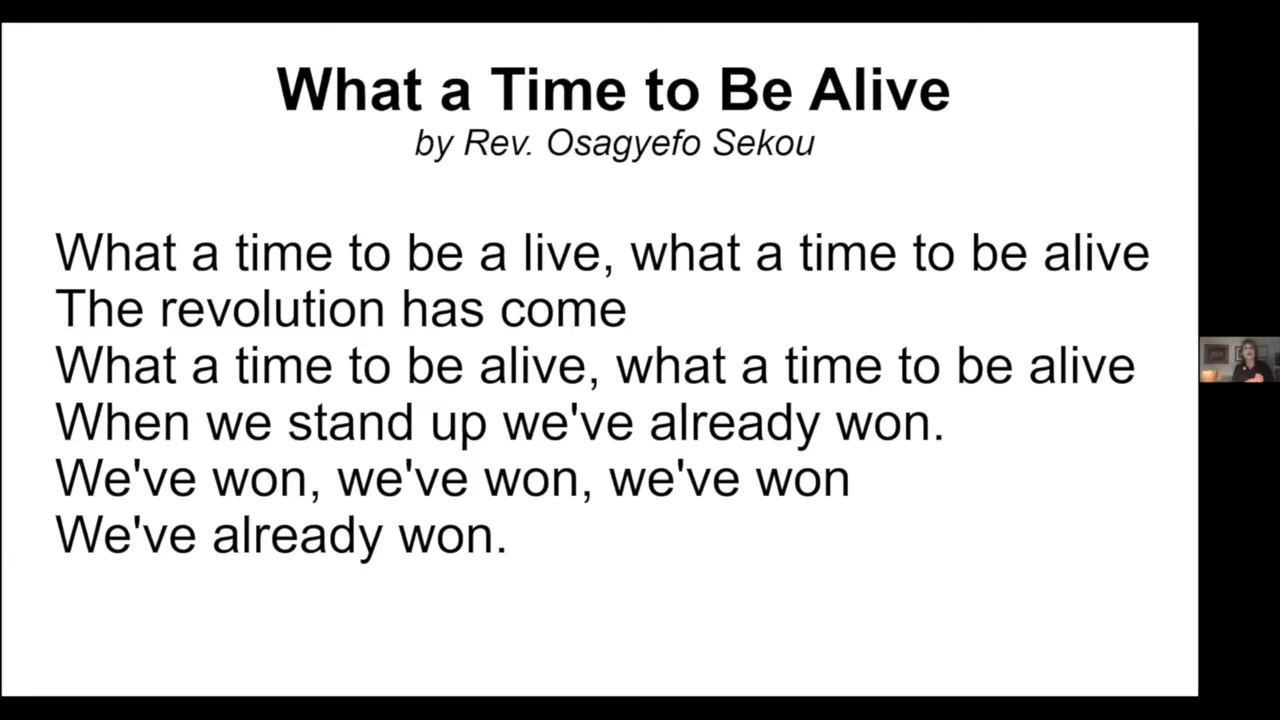 What a Time to Be Alive
by Rev. Osagyefo Sekou
What a time to be a live, what a time to be alive
The revolution has come
What a time to be alive, what a time to be alive
When we stand up we've already won.
We've won, we've won, we've won
We've already won.